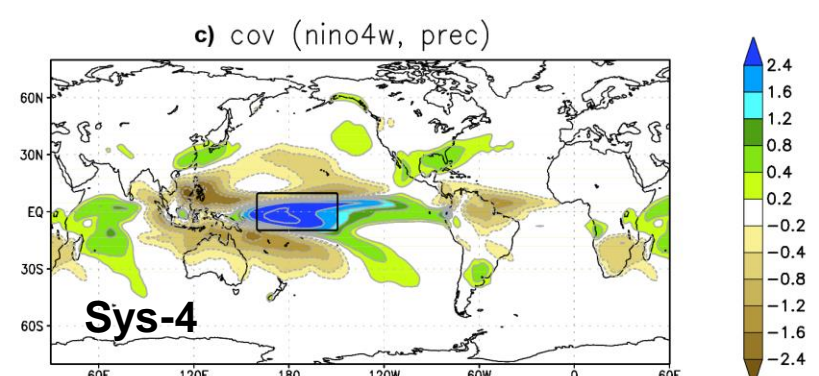 c) cov (nino4w, prec)
60N
30N
EQ
30S
60S
Sys-4
60E 120E 180 120W 60W 0 60E
2.4
1.6
1.2
0.8
0.4
0.2
−0.2
−0.4
−0.8
−1.2
−1.6
−2.4